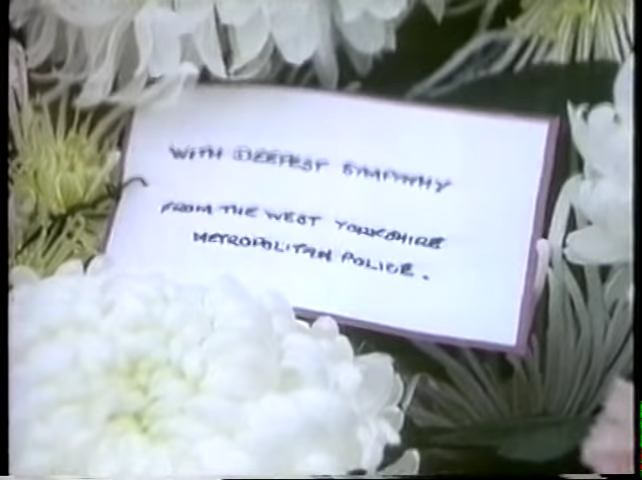 WITH DEEPEST SYMPATHY
FROM THE WEST YORKSHIRE
METROPOLITAN POLICE.